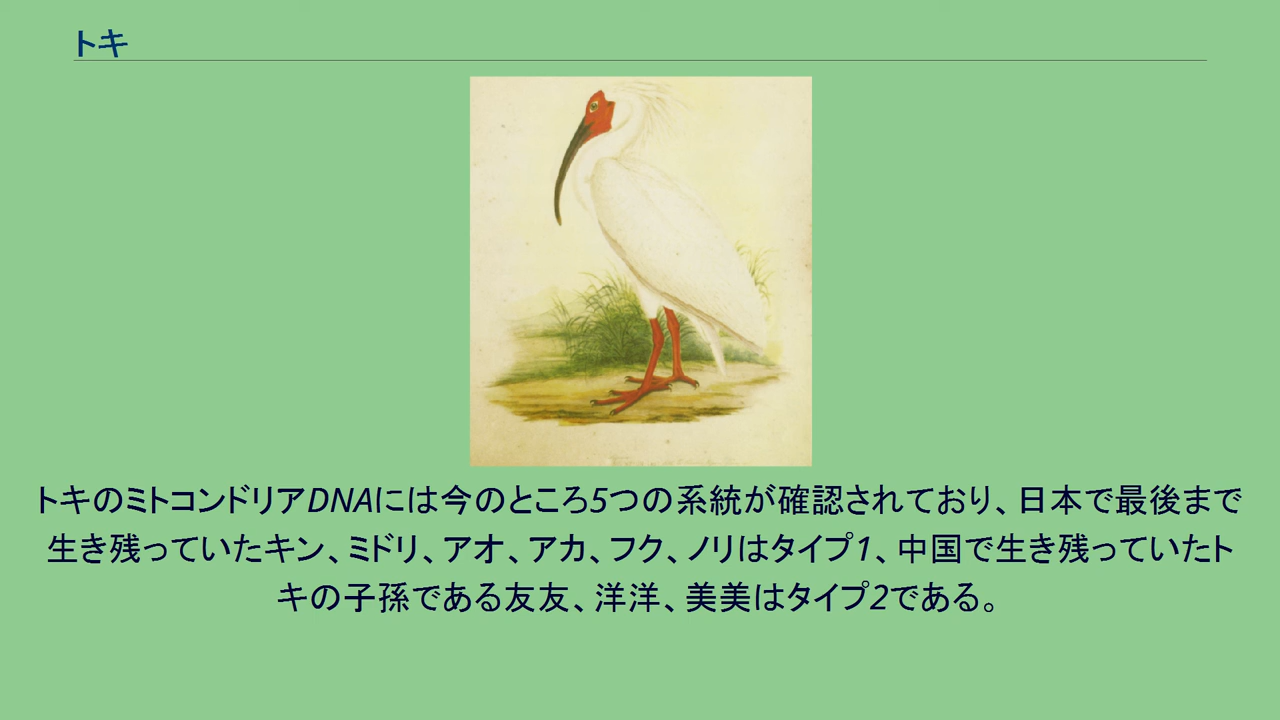 トキ
トキのミトコンドリアDNAには今のところ5つの系統が確認されており、日本で最後まで
生き残っていたキン、ミドリ、アオ、アカ、フク、ノリはタイプ1、中国で生き残っていたト
キの子孫である友友、洋洋、美美はタイプ2である。